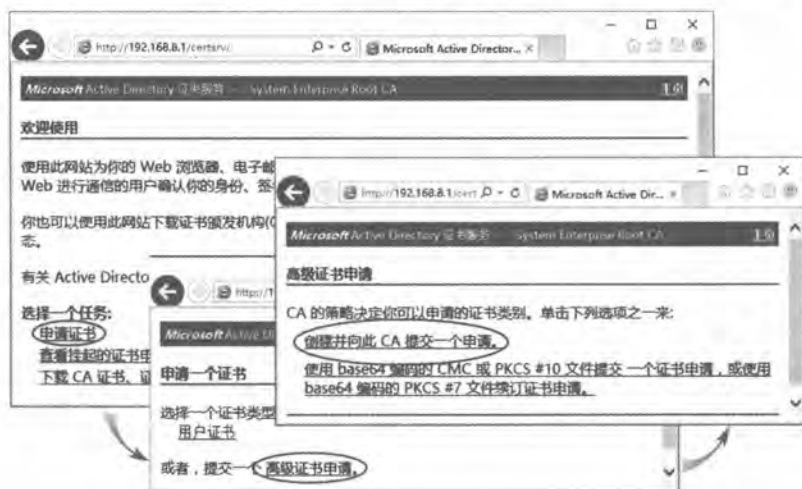 http://192.168.8.1/certsrv/
Microsoft Active Director...
Microsoft Active Directory 证书服务 -- System Enterprise Root CA
主页
欢迎使用
使用此网站为你的 Web 浏览器、电子邮
Web 进行通信的用户确认你的身份、签
你也可以使用此网站下载证书颁发机构(C
态。
有关 Active Directo
选择一个任务:
申请证书
查看挂起的证书申
下载 CA 证书、证
http://1
Microsoft Active Di
申请一个证书
选择一个证书类型
用户证书
或者，提交一个 高级证书申请。
http://192.168.8.1/cert
Microsoft Active Dir...
Microsoft Active Directory 证书服务 -- System Enterprise Root CA
主页
高级证书申请
CA 的策略决定你可以申请的证书类别。单击下列选项之一来:
创建并向此 CA 提交一个申请。
使用 base64 编码的 CMC 或 PKCS #10 文件提交 一个证书申请，或使用
base64 编码的 PKCS #7 文件续订证书申请。